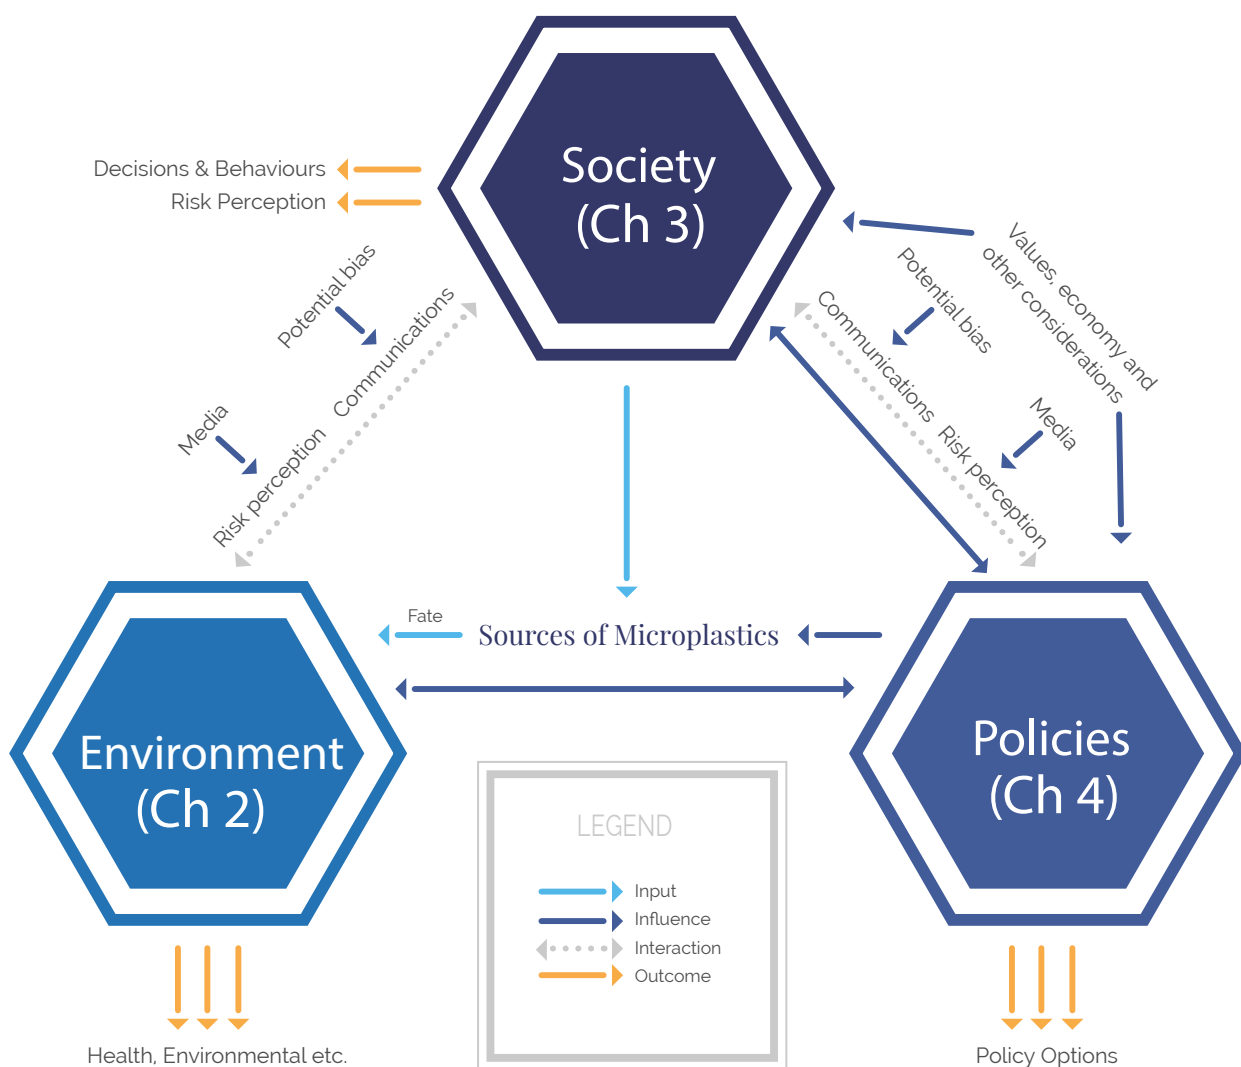 Society
(Ch 3)
Decisions & Behaviours
Risk Perception
Potential bias
Communications
Media
Risk perception
Values, economy and
other considerations
Potential bias
Communications
Media
Risk perception
Fate
Sources of Microplastics
Environment
(Ch 2)
Policies
(Ch 4)
LEGEND
Input
Influence
Interaction
Outcome
Health, Environmental etc.
Policy Options